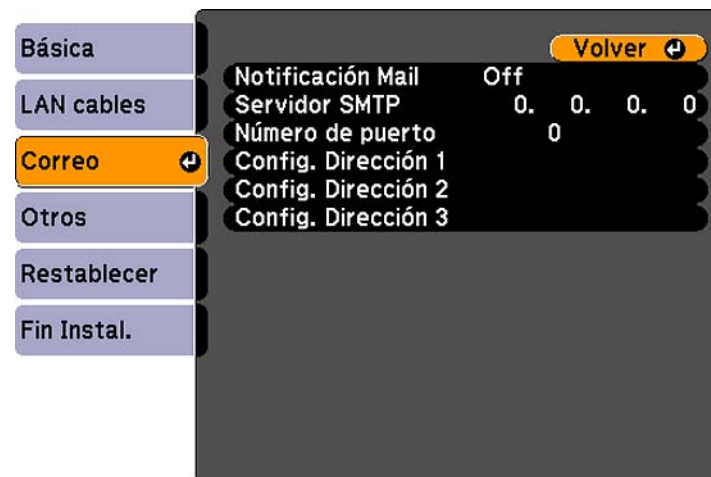 Básica
LAN cables
Correo
Otros
Restablecer
Fin Instal.
Volver
Notificación Mail Off
Servidor SMTP 0. 0. 0. 0
Número de puerto 0
Config. Dirección 1
Config. Dirección 2
Config. Dirección 3